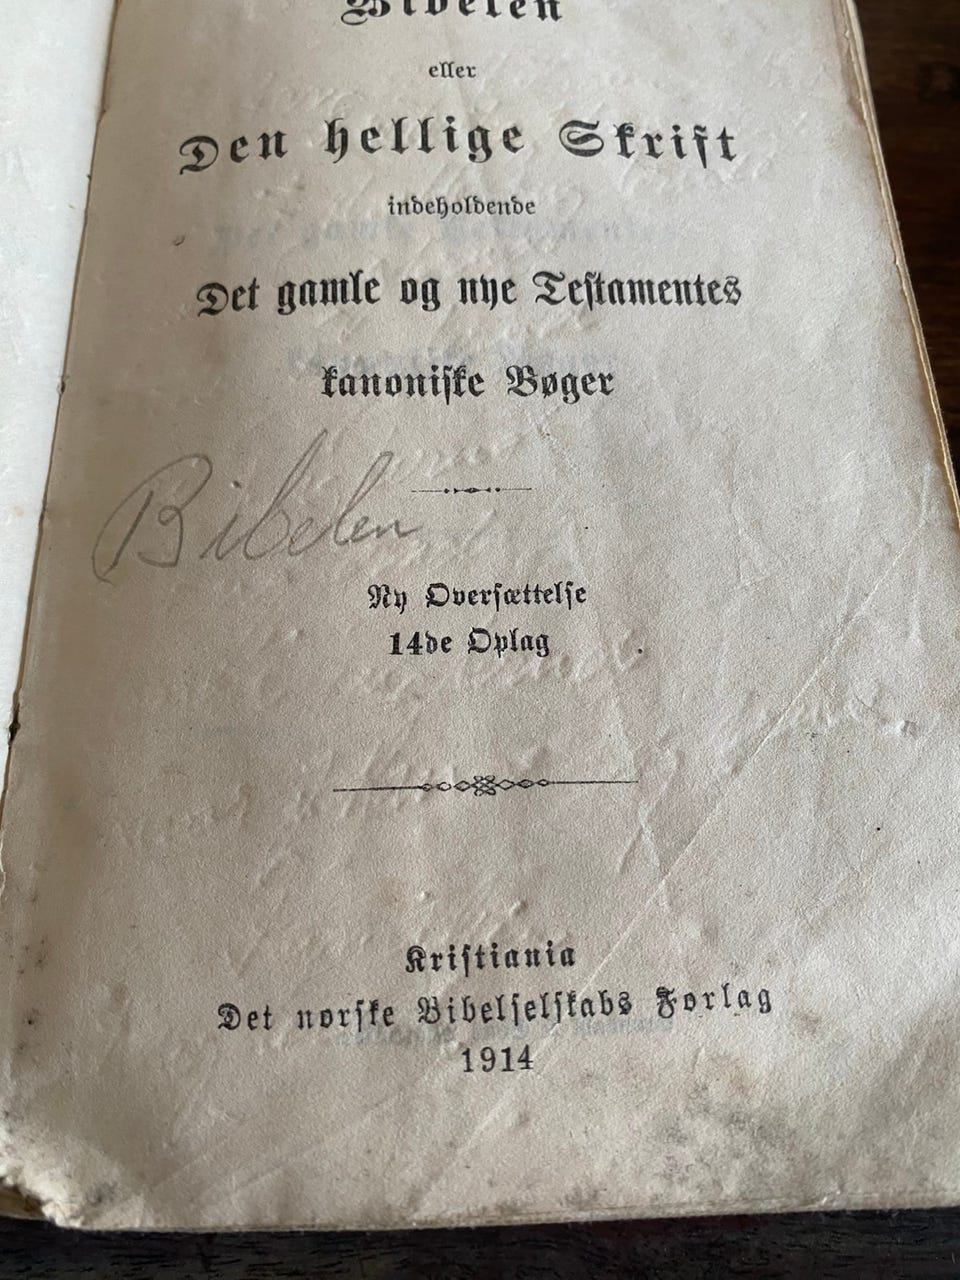 Bibelen
eller
Den hellige Skrift
indeholdende
Det gamle og nye Testamentes
kanoniske Bøger
Bibelen
Ny Oversættelse
14de Oplag
Kristiania
Det norske Bibelselskabs Forlag
1914